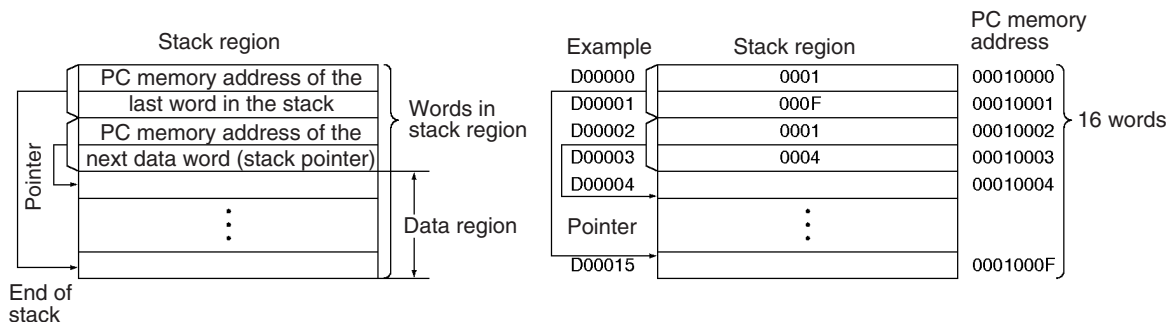 Stack region
PC memory address of the
last word in the stack
PC memory address of the
next data word (stack pointer)
Words in
stack region
Pointer
Data region
End of
stack
Example
Stack region
PC memory
address
D00000
0001
00010000
D00001
000F
00010001
D00002
0001
00010002
D00003
0004
00010003
D00004
00010004
Pointer
D00015
0001000F
16 words